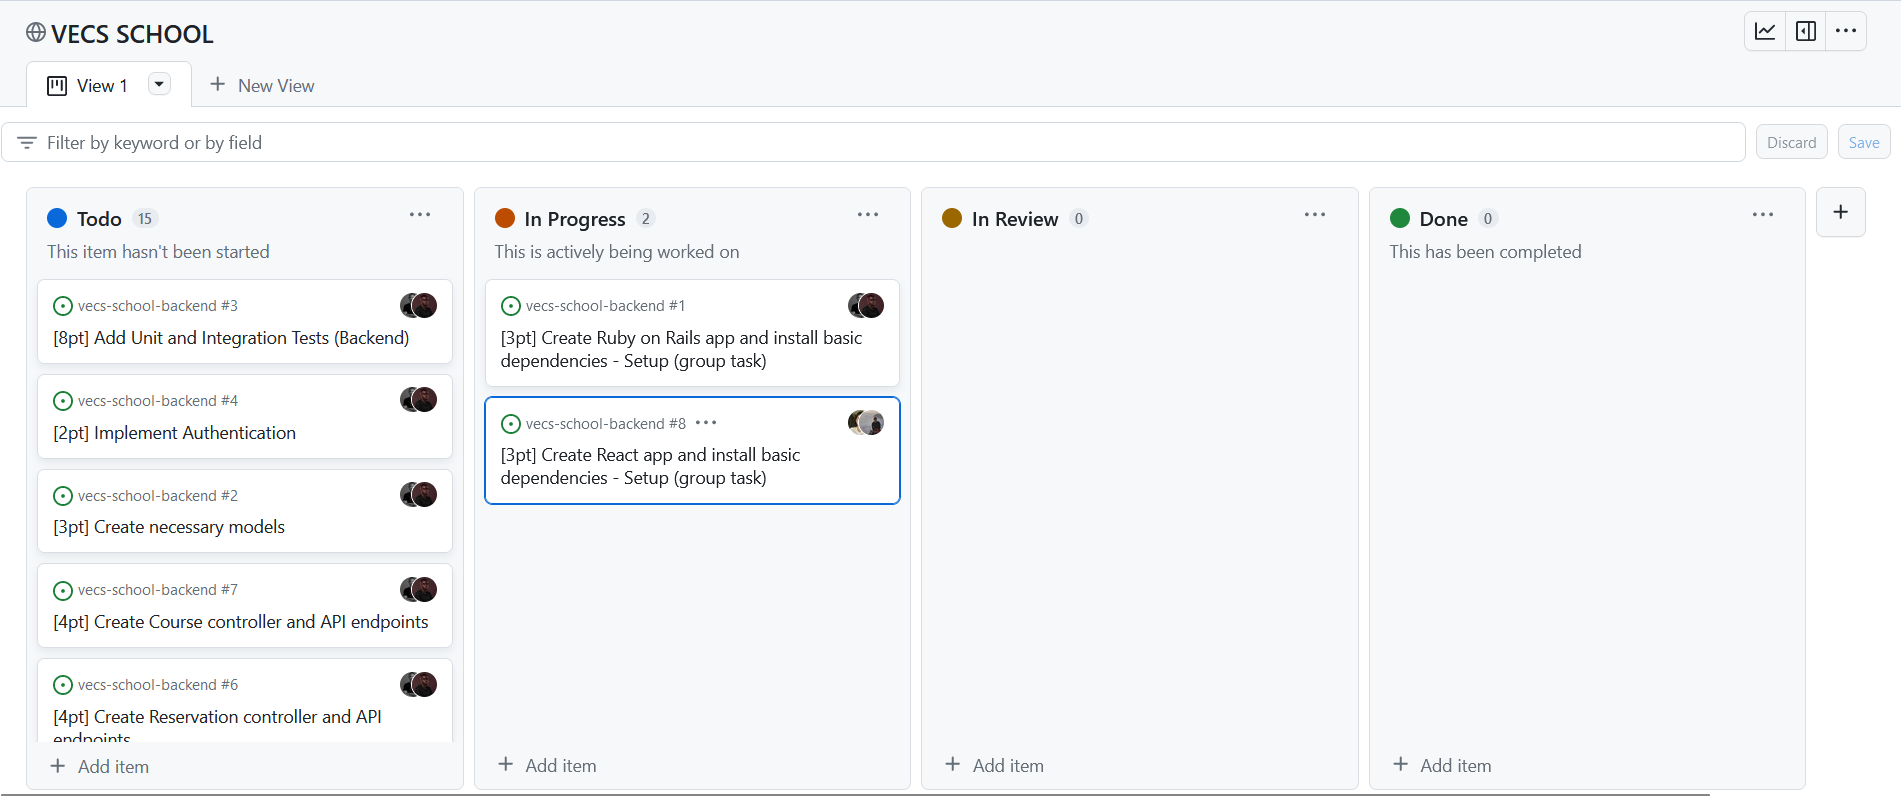 VECS SCHOOL
View 1
New View
Filter by keyword or by field
Discard
Save
Todo 15
This item hasn't been started
vecs-school-backend #3
[8pt] Add Unit and Integration Tests (Backend)
vecs-school-backend #4
[2pt] Implement Authentication
vecs-school-backend #2
[3pt] Create necessary models
vecs-school-backend #7
[4pt] Create Course controller and API endpoints
vecs-school-backend #6
[4pt] Create Reservation controller and API
endpoints
Add item
In Progress 2
This is actively being worked on
vecs-school-backend #1
[3pt] Create Ruby on Rails app and install basic
dependencies - Setup (group task)
vecs-school-backend #8
[3pt] Create React app and install basic
dependencies - Setup (group task)
Add item
In Review 0
Add item
Done 0
This has been completed
Add item